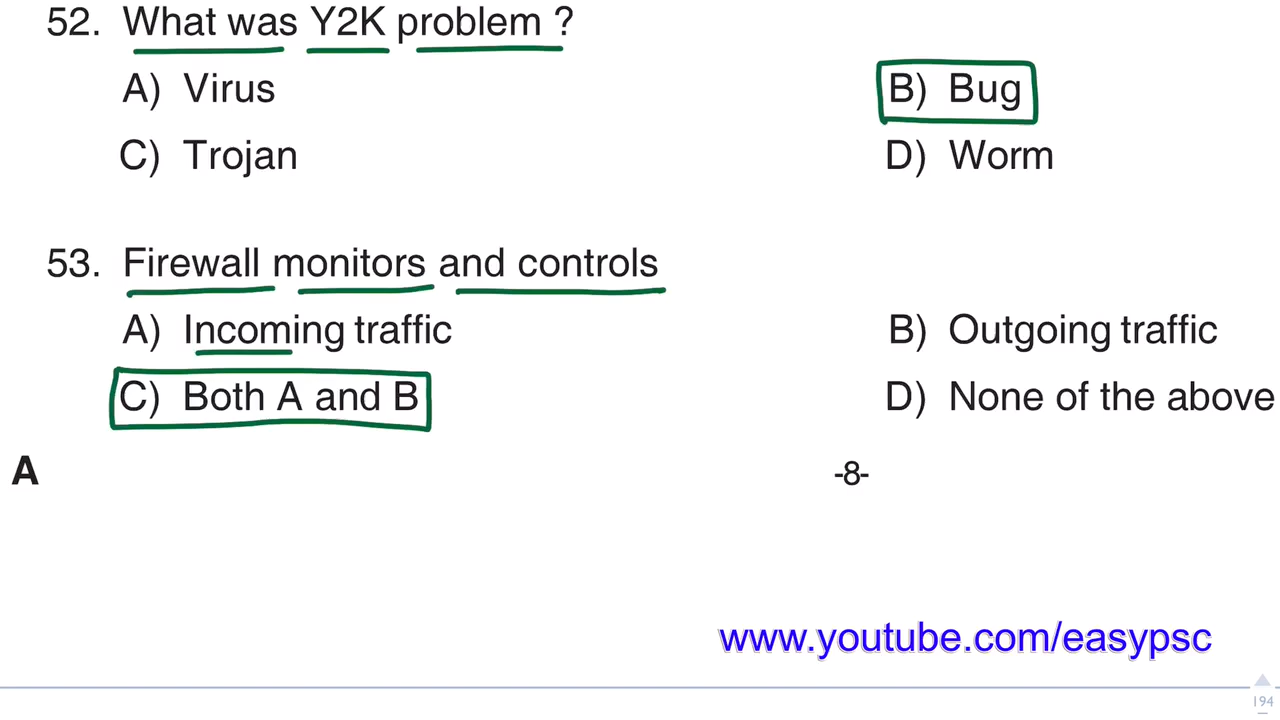 52. What was Y2K problem ?
A) Virus B) Bug
C) Trojan D) Worm
53. Firewall monitors and controls
A) Incoming traffic B) Outgoing traffic
C) Both A and B D) None of the above
A -8-
www.youtube.com/easypsc
194